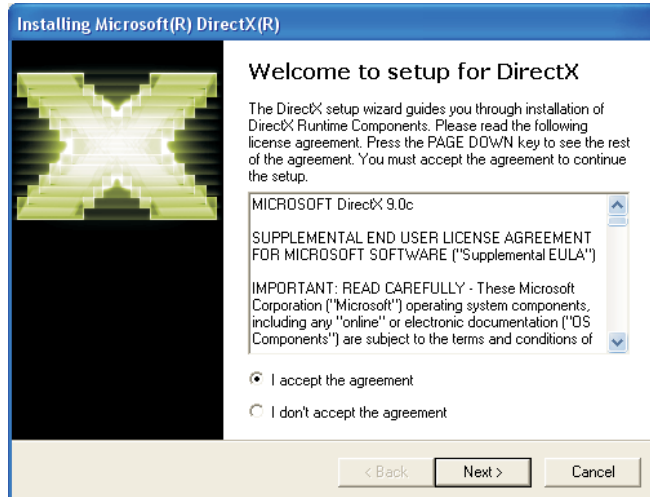 Installing Microsoft(R) DirectX(R)
Welcome to setup for DirectX
The DirectX setup wizard guides you through installation of
DirectX Runtime Components. Please read the following
license agreement. Press the PAGE DOWN key to see the rest
of the agreement. You must accept the agreement to continue
the setup.
MICROSOFT DirectX 9.0c
SUPPLEMENTAL END USER LICENSE AGREEMENT
FOR MICROSOFT SOFTWARE ("Supplemental EULA")
IMPORTANT: READ CAREFULLY - These Microsoft
Corporation ("Microsoft") operating system components,
including any "online" or electronic documentation ("OS
Components") are subject to the terms and conditions of
I accept the agreement
I don't accept the agreement
< Back
Next >
Cancel